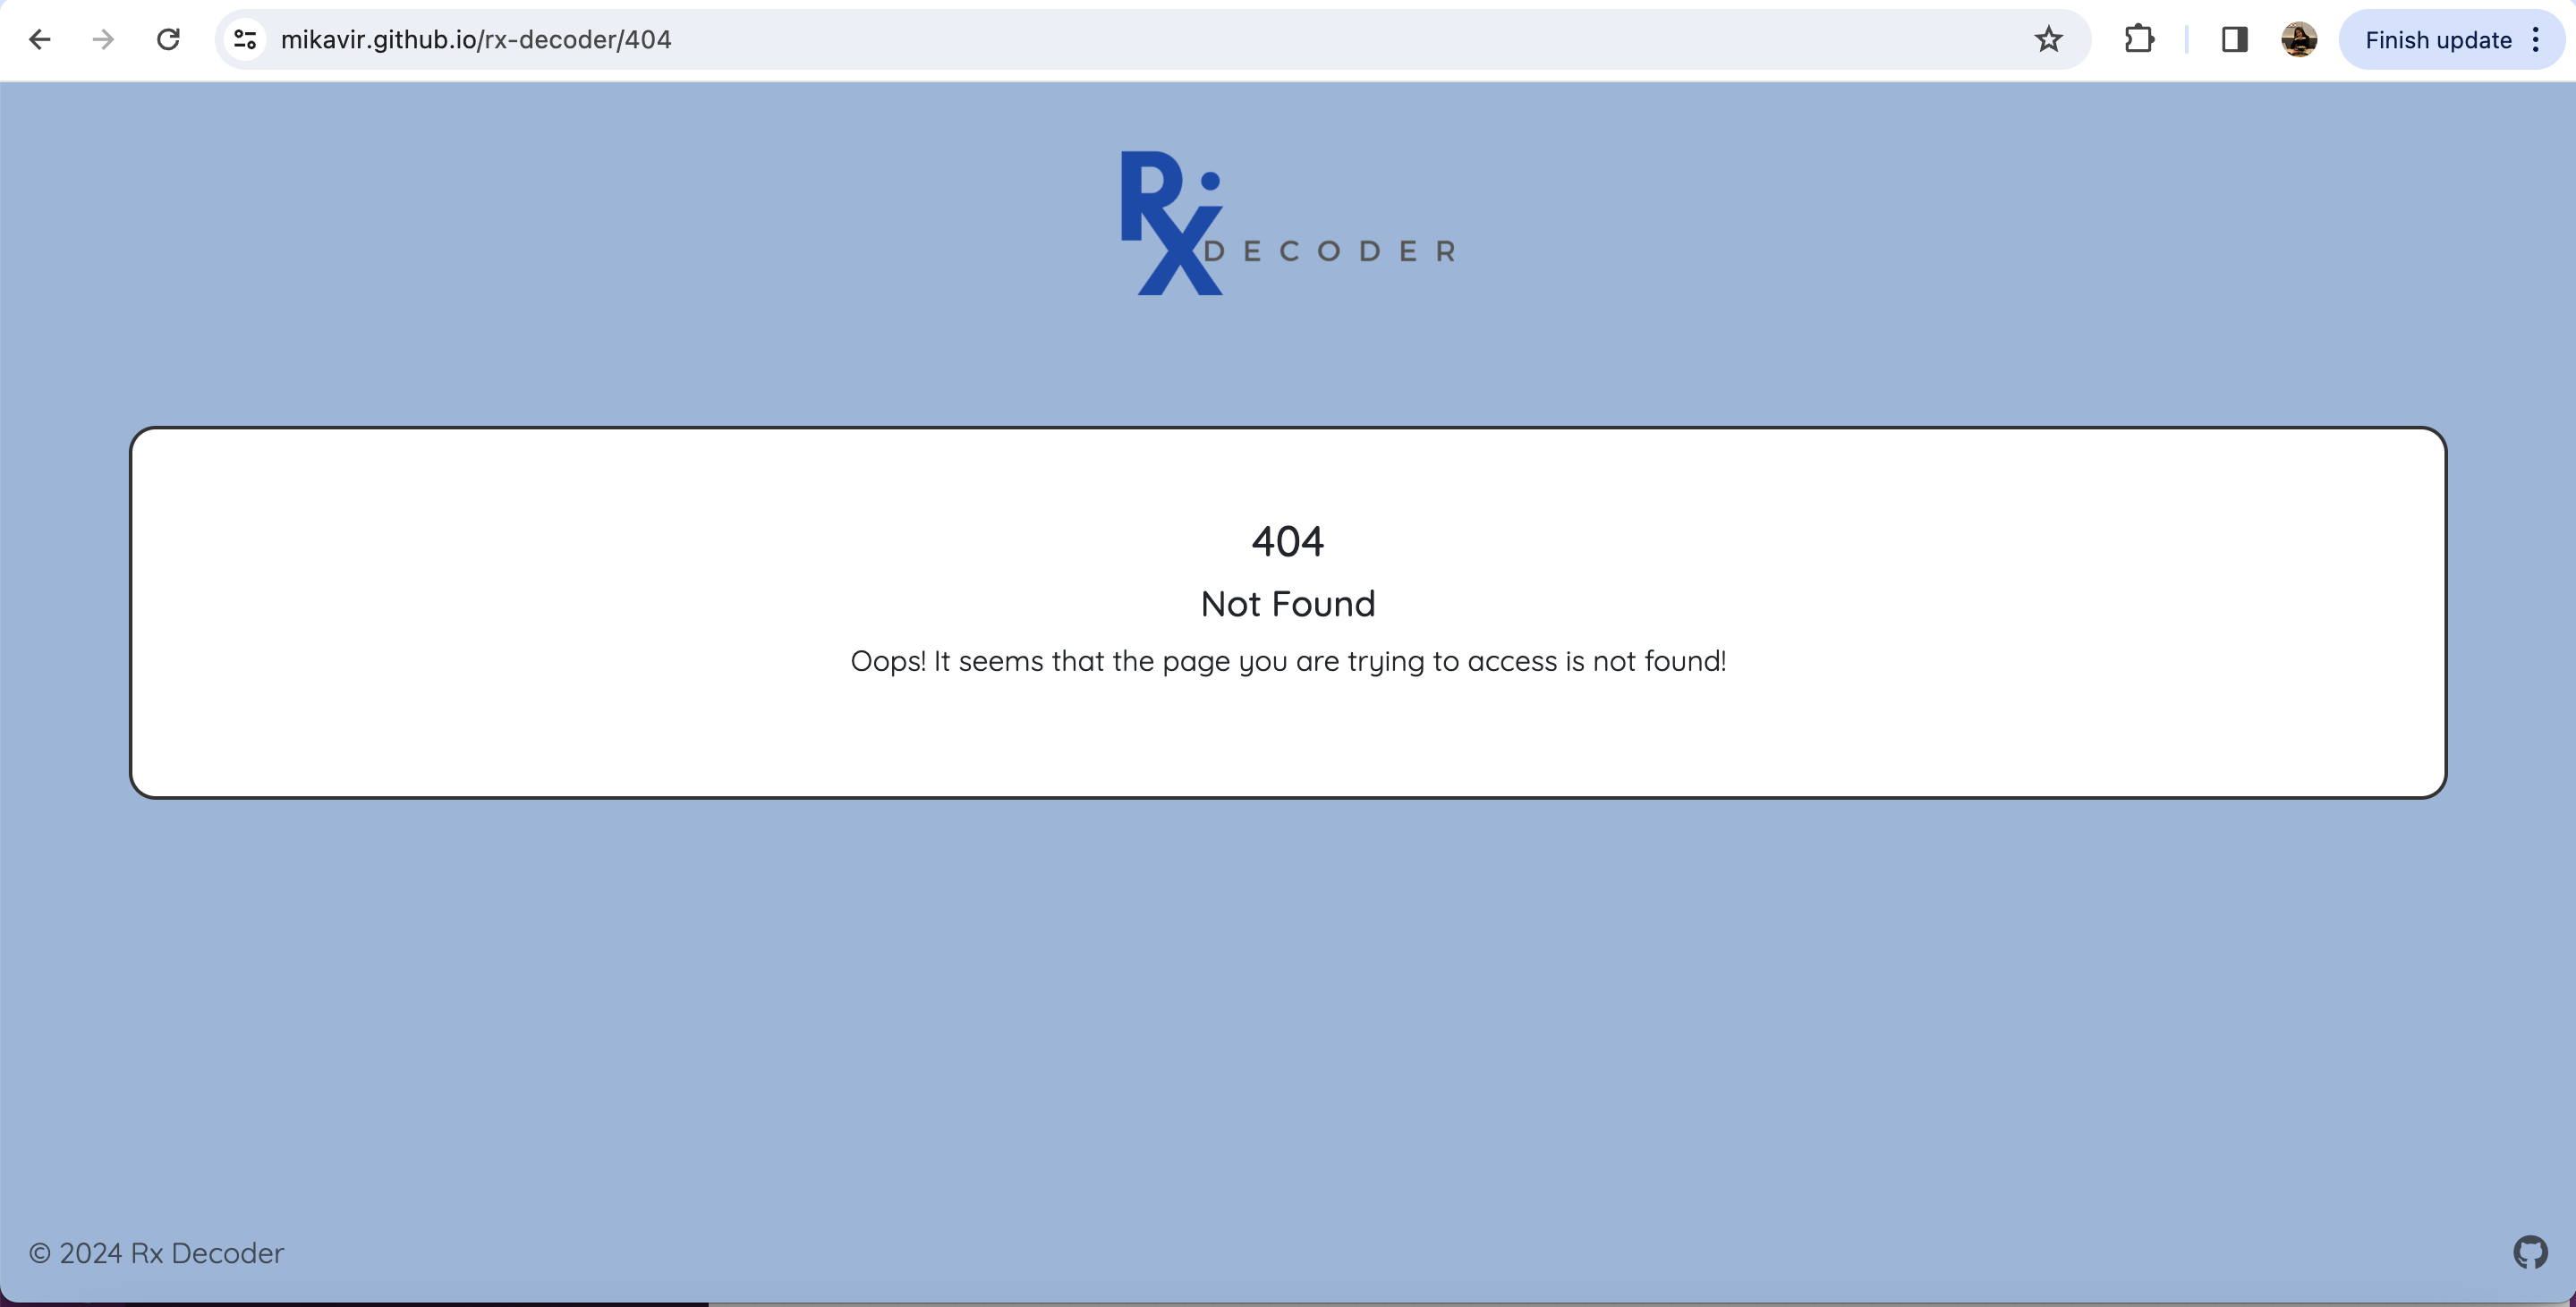 mikavir.github.io/rx-decoder/404
Finish update
Rx
DECODER
404
Not Found
Oops! It seems that the page you are trying to access is not found!
© 2024 Rx Decoder